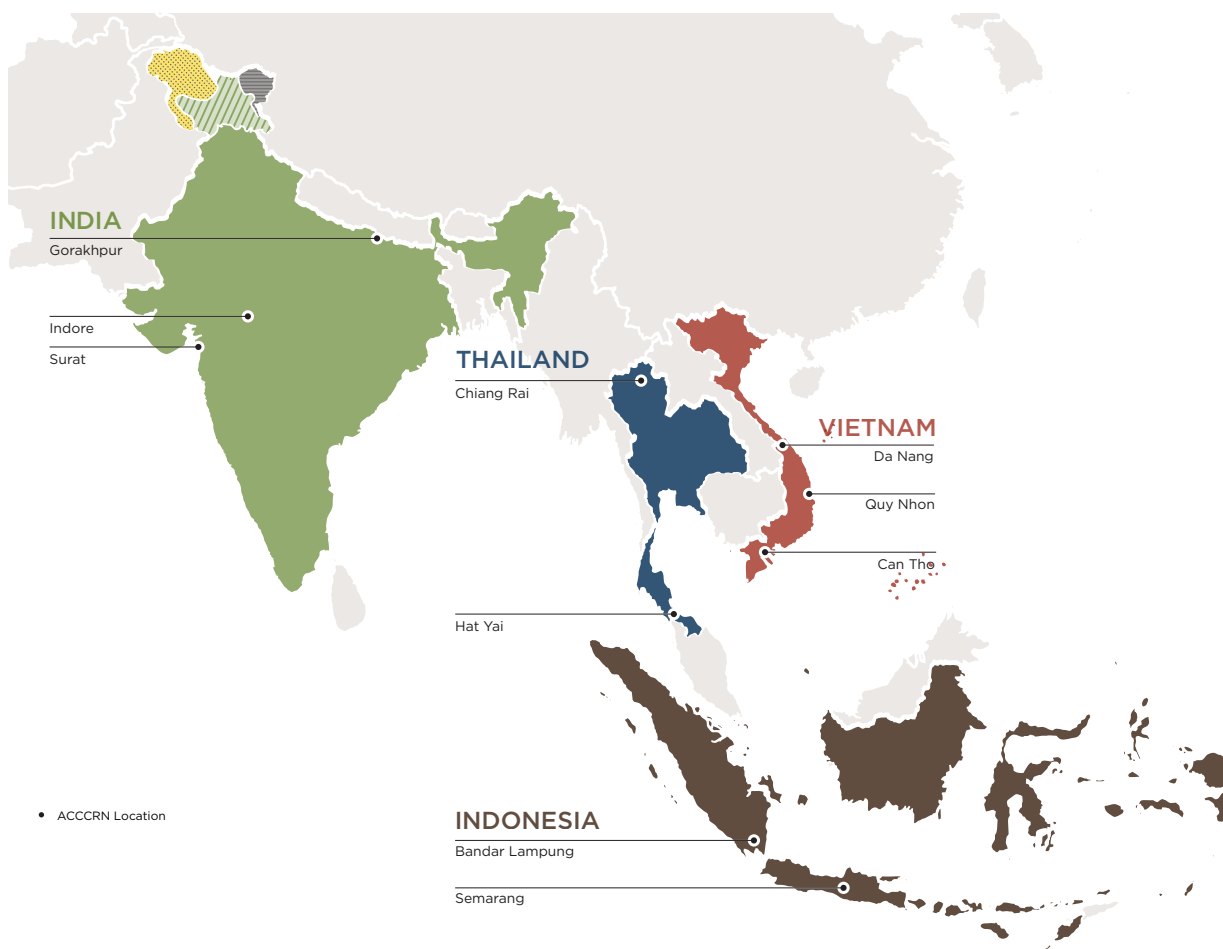 INDIA
Gorakhpur
Indore
Surat
THAILAND
Chiang Rai
Hat Yai
VIETNAM
Da Nang
Quy Nhon
Can Tho
INDONESIA
Bandar Lampung
Semarang
ACCCRN Location